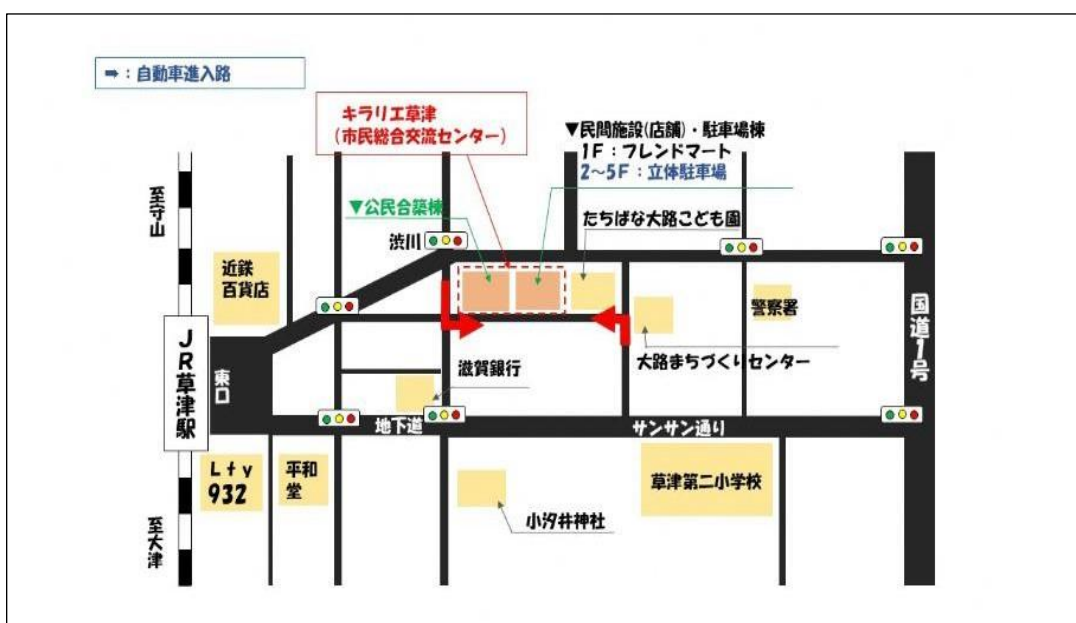 ➡：自動車進入路
キラリエ草津
(市民総合交流センター)
▼民間施設(店舗)・駐車場棟
1F：フレンドマート
2～5F：立体駐車場
▼公民合築棟
たちばな大路こども園
渋川
至守山
近鉄
百貨店
警察署
国道1号
JR草津駅
東口
滋賀銀行
大路まちづくりセンター
地下道
サンサン通り
Lty
932
平和
堂
草津第二小学校
小汐井神社
至大津